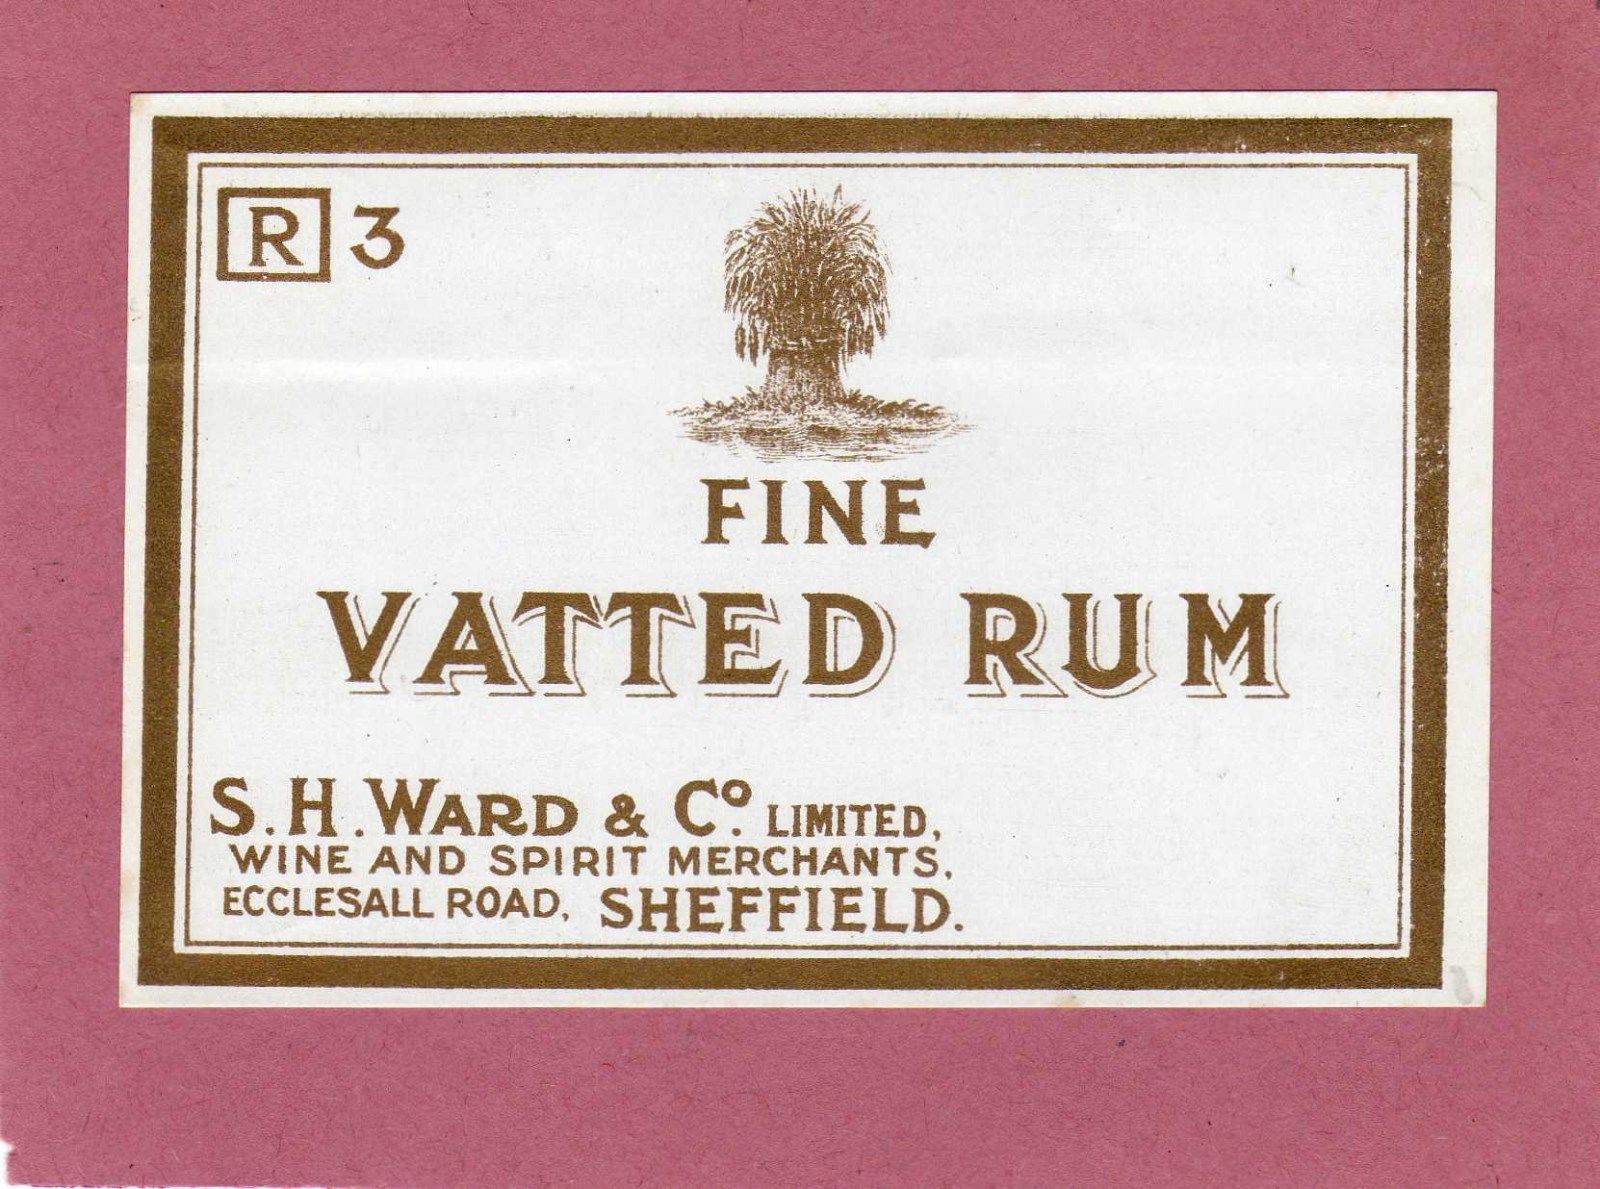 R 3
FINE
VATTED RUM
S. H. WARD & Cº. LIMITED,
WINE AND SPIRIT MERCHANTS,
ECCLESALL ROAD, SHEFFIELD.